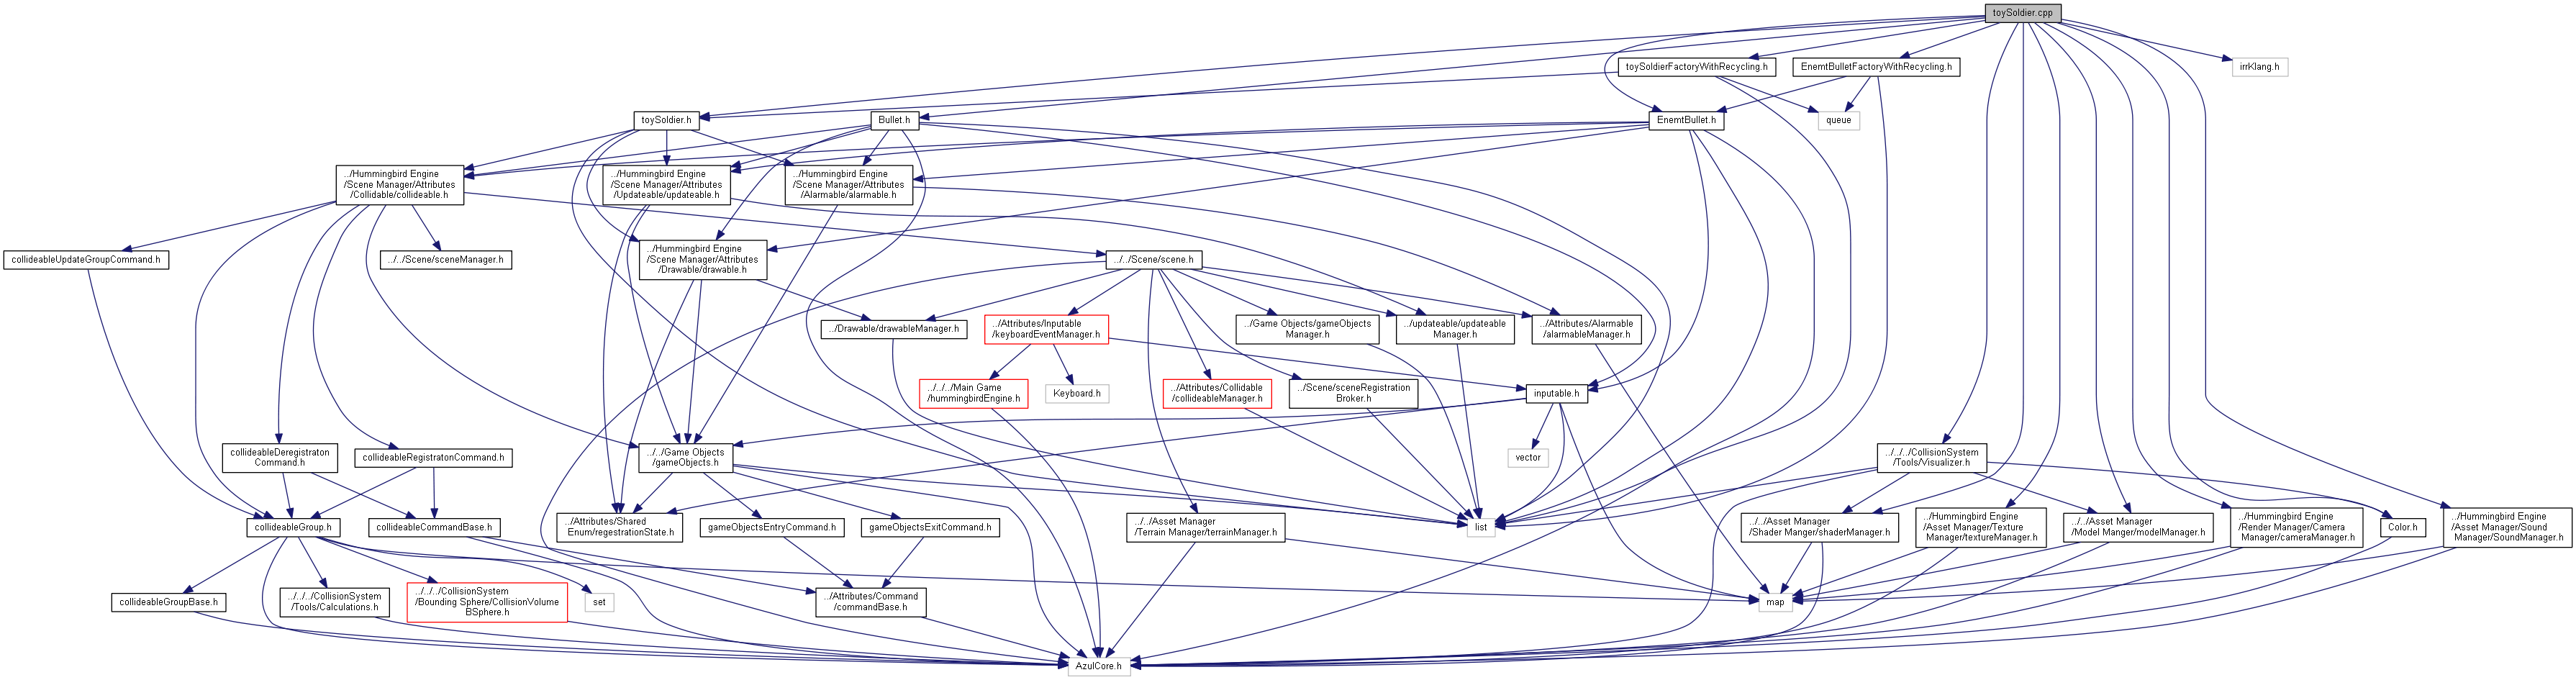 toySoldier.cpp
toySoldierFactoryWithRecycling.h
EnemtBulletFactoryWithRecycling.h
irrKlang.h
toySoldier.h
Bullet.h
EnemtBullet.h
queue
../Hummingbird Engine
/Scene Manager/Attributes
/Collidable/collideable.h
../Hummingbird Engine
/Scene Manager/Attributes
/Updateable/updateable.h
../Hummingbird Engine
/Scene Manager/Attributes
/Alarmable/alarmable.h
collideableUpdateGroupCommand.h
../../Scene/sceneManager.h
../Hummingbird Engine
/Scene Manager/Attributes
/Drawable/drawable.h
../../Scene/scene.h
../Drawable/drawableManager.h
../Attributes/Inputable
/keyboardEventManager.h
../Game Objects/gameObjects
Manager.h
../updateable/updateable
Manager.h
../Attributes/Alarmable
/alarmableManager.h
../../../Main Game
/hummingbirdEngine.h
Keyboard.h
../Attributes/Collidable
/collideableManager.h
../Scene/sceneRegistration
Broker.h
inputable.h
collideableDeregistraton
Command.h
collideableRegistratonCommand.h
../../Game Objects
/gameObjects.h
vector
../../../CollisionSystem
/Tools/Visualizer.h
collideableGroup.h
collideableCommandBase.h
../Attributes/Shared
Enum/regestrationState.h
gameObjectsEntryCommand.h
gameObjectsExitCommand.h
../../Asset Manager
/Terrain Manager/terrainManager.h
list
../../Asset Manager
/Shader Manger/shaderManager.h
../Hummingbird Engine
/Asset Manager/Texture
Manager/textureManager.h
../../Asset Manager
/Model Manger/modelManager.h
../Hummingbird Engine
/Render Manager/Camera
Manager/cameraManager.h
Color.h
../Hummingbird Engine
/Asset Manager/Sound
Manager/SoundManager.h
collideableGroupBase.h
../../../CollisionSystem
/Tools/Calculations.h
../../../CollisionSystem
/Bounding Sphere/CollisionVolume
BSphere.h
set
../Attributes/Command
/commandBase.h
map
AzulCore.h